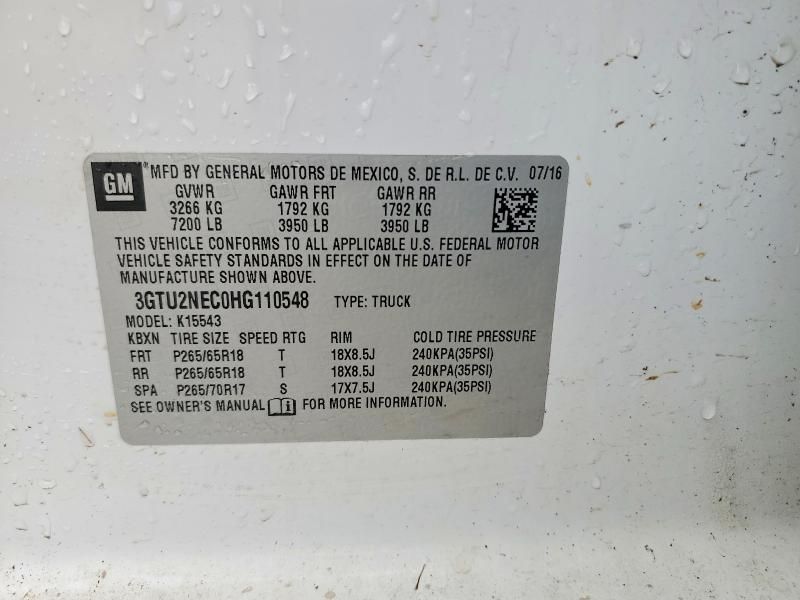 GM ® MFD BY GENERAL MOTORS DE MEXICO, S. DE R.L. DE C.V. 07/16
GVWR GAWR FRT GAWR RR
3266 KG 1792 KG 1792 KG
7200 LB 3950 LB 3950 LB
THIS VEHICLE CONFORMS TO ALL APPLICABLE U.S. FEDERAL MOTOR
VEHICLE SAFETY STANDARDS IN EFFECT ON THE DATE OF
MANUFACTURE SHOWN ABOVE.
3GTU2NEC0HG110548 TYPE: TRUCK
MODEL: K15543
KBXN TIRE SIZE SPEED RTG RIM COLD TIRE PRESSURE
FRT P265/65R18 T 18X8.5J 240KPA(35PSI)
RR P265/65R18 T 18X8.5J 240KPA(35PSI)
SPA P265/70R17 S 17X7.5J 240KPA(35PSI)
SEE OWNER'S MANUAL FOR MORE INFORMATION.